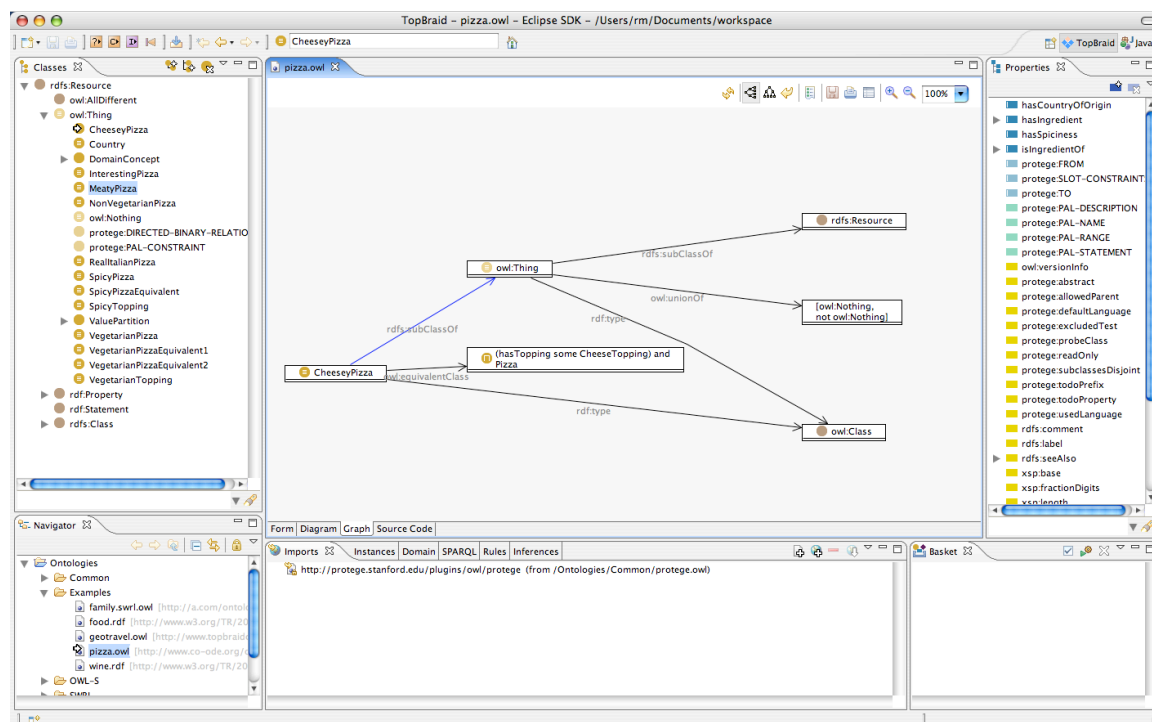 TopBraid - pizza.owl - Eclipse SDK - /Users/rm/Documents/workspace
CheeseyPizza
TopBraid
Java
Classes
rdfs:Resource
owl:AllDifferent
owl:Thing
CheeseyPizza
Country
DomainConcept
InterestingPizza
MeatyPizza
NonVegetarianPizza
owl:Nothing
protege:DIRECTED-BINARY-RELATIO
protege:PAL-CONSTRAINT
RealItalianPizza
SpicyPizza
SpicyPizzaEquivalent
SpicyTopping
ValuePartition
VegetarianPizza
VegetarianPizzaEquivalent1
VegetarianPizzaEquivalent2
VegetarianTopping
rdf:Property
rdf:Statement
rdfs:Class
pizza.owl
100%
rdfs:Resource
rdfs:subClassOf
owl:Thing
owl:unionOf
[owl:Nothing,
not owl:Nothing]
rdf:type
rdfs:subClassOf
(hasTopping some CheeseTopping) and
Pizza
CheeseyPizza
owl:equivalentClass
rdf:type
owl:Class
Form
Diagram
Graph
Source Code
Properties
hasCountryOfOrigin
hasIngredient
hasSpiciness
isIngredientOf
protege:FROM
protege:SLOT-CONSTRAINT
protege:TO
protege:PAL-DESCRIPTION
protege:PAL-NAME
protege:PAL-RANGE
protege:PAL-STATEMENT
owl:versionInfo
protege:abstract
protege:allowedParent
protege:defaultLanguage
protege:excludedTest
protege:probeClass
protege:readOnly
protege:subclassesDisjoint
protege:todoPrefix
protege:todoProperty
protege:usedLanguage
rdfs:comment
rdfs:label
rdfs:seeAlso
xsp:base
xsp:fractionDigits
xsp:length
Navigator
Ontologies
Common
Examples
family.swrl.owl [http://a.com/ontolo
food.rdf [http://www.w3.org/TR/20
geotravel.owl [http://www.topbraide
pizza.owl [http://www.co-ode.org/o
wine.rdf [http://www.w3.org/TR/20
OWL-S
SWRL
Imports
Instances
Domain
SPARQL
Rules
Inferences
http://protege.stanford.edu/plugins/owl/protege (from /Ontologies/Common/protege.owl)
Basket